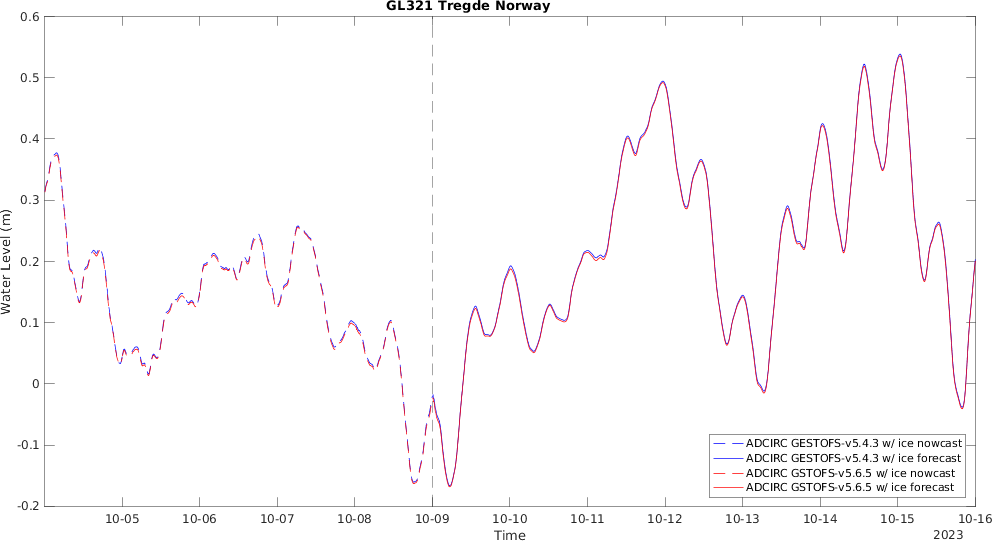 GL321 Tregde Norway
0.6
0.5
0.4
0.3
0.2
0.1
0
-0.1
-0.2
Water Level (m)
10-05 10-06 10-07 10-08 10-09 10-10 10-11 10-12 10-13 10-14 10-15 10-16
Time
2023
ADCIRC GESTOFS-v5.4.3 w/ ice nowcast
ADCIRC GESTOFS-v5.4.3 w/ ice forecast
ADCIRC GSTOFS-v5.6.5 w/ ice nowcast
ADCIRC GSTOFS-v5.6.5 w/ ice forecast